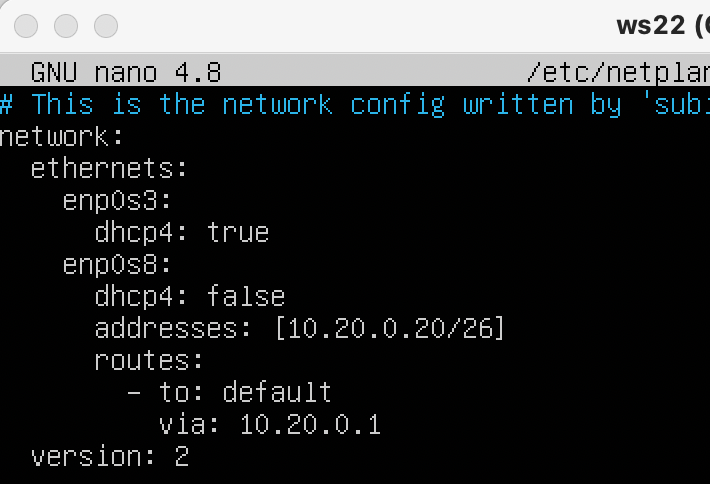 ws22 (
GNU nano 4.8 /etc/netplan
# This is the network config written by 'subi
network:
  ethernets:
    enp0s3:
      dhcp4: true
    enp0s8:
      dhcp4: false
      addresses: [10.20.0.20/26]
      routes:
        - to: default
          via: 10.20.0.1
  version: 2